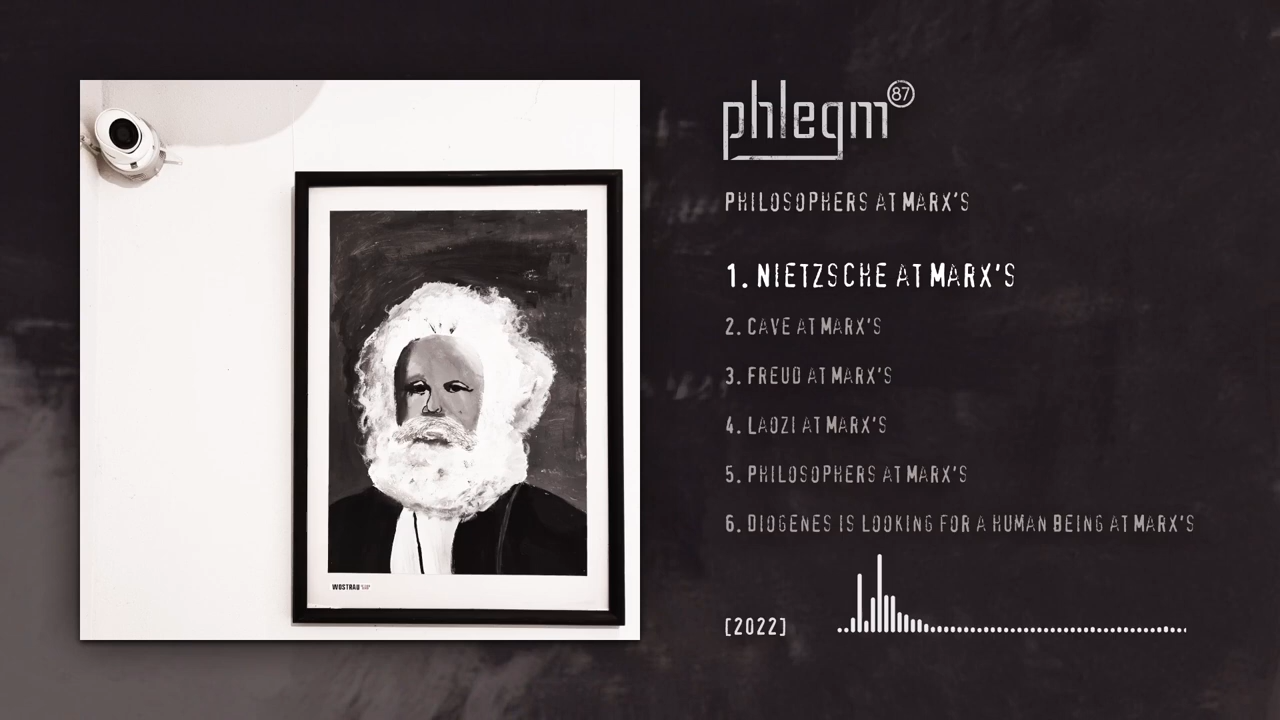 phlegm 87
PHILOSOPHERS AT MARX'S
1. NIETZSCHE AT MARX'S
2. CAVE AT MARX'S
3. FREUD AT MARX'S
4. LAOZI AT MARX'S
5. PHILOSOPHERS AT MARX'S
6. DIOGENES IS LOOKING FOR A HUMAN BEING AT MARX'S
WOSTRAU
[2022]